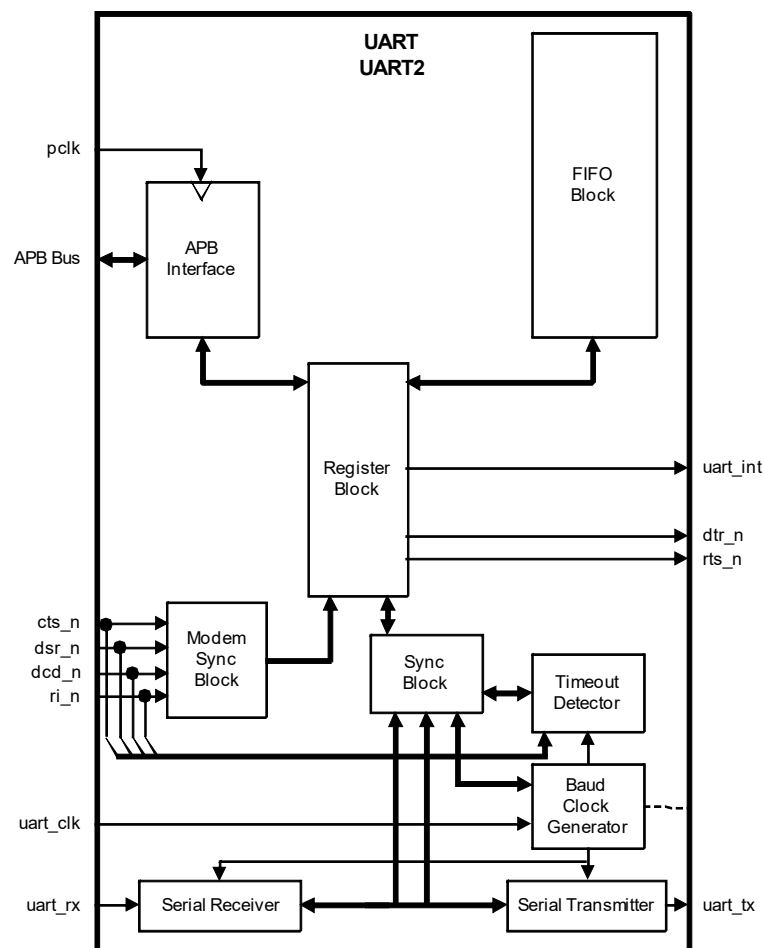 UART
UART2
pclk
FIFO
Block
APB Bus
APB
Interface
Register
Block
uart_int
dtr_n
rts_n
cts_n
dsr_n
dcd_n
ri_n
Modem
Sync
Block
Sync
Block
Timeout
Detector
uart_clk
Baud
Clock
Generator
uart_rx
Serial Receiver
Serial Transmitter
uart_tx